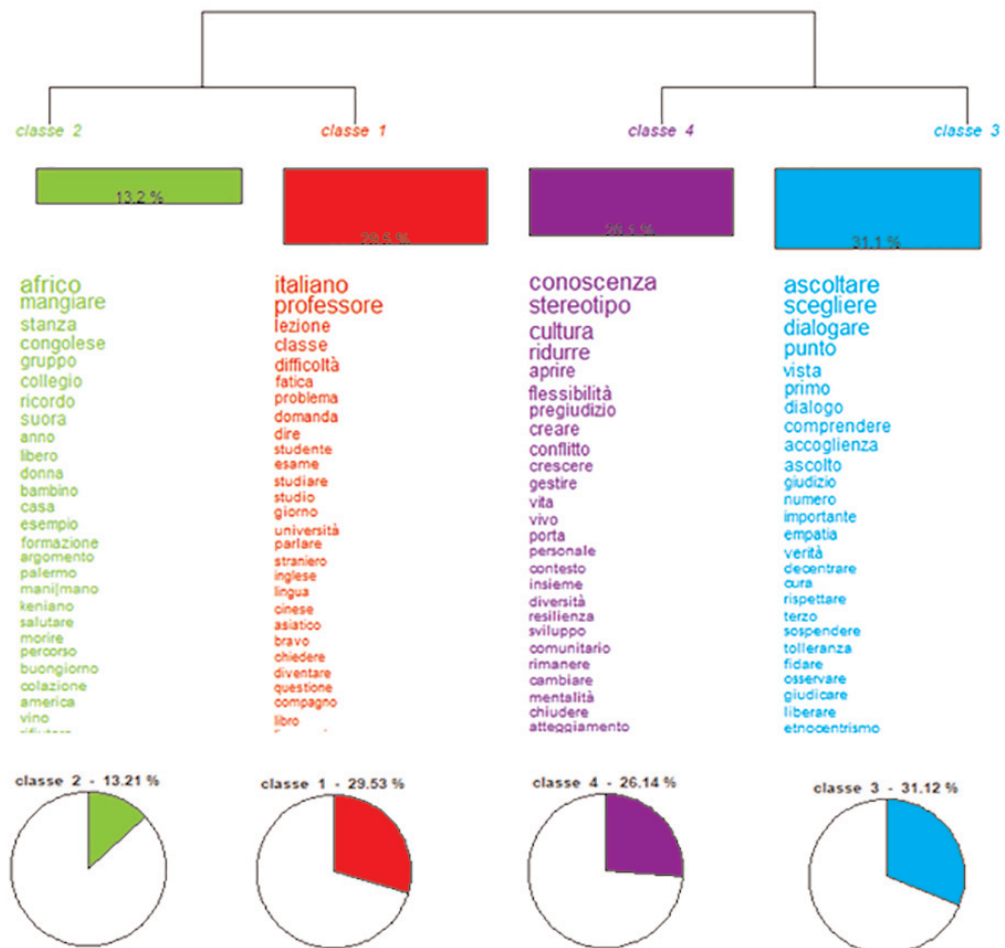 classe 2
classe 1
classe 4
classe 3
13.2 %
29.5 %
26.1 %
31.1 %
africo
mangiare
stanza
congolese
gruppo
collegio
ricordo
suora
anno
libero
donna
bambino
casa
esempio
formazione
argomento
palermo
mani|mano
keniano
salutare
morire
percorso
buongiorno
colazione
america
vino
italiano
professore
lezione
classe
difficoltà
fatica
problema
domanda
dire
studente
esame
studiare
studio
giorno
università
parlare
straniero
inglese
lingua
cinese
asiatico
bravo
chiedere
diventare
questione
compagno
libro
conoscenza
stereotipo
cultura
ridurre
aprire
flessibilità
pregiudizio
creare
conflitto
crescere
gestire
vita
vivo
porta
personale
contesto
insieme
diversità
resilienza
sviluppo
comunitario
rimanere
cambiare
mentalità
chiudere
atteggiamento
ascoltare
scegliere
dialogare
punto
vista
primo
dialogo
comprendere
accoglienza
ascolto
giudizio
numero
importante
empatia
verità
decentrare
cura
rispettare
terzo
sospendere
tolleranza
fidare
osservare
giudicare
liberare
etnocentrismo
classe 2 - 13.21 %
classe 1 - 29.53 %
classe 4 - 26.14 %
classe 3 - 31.12 %